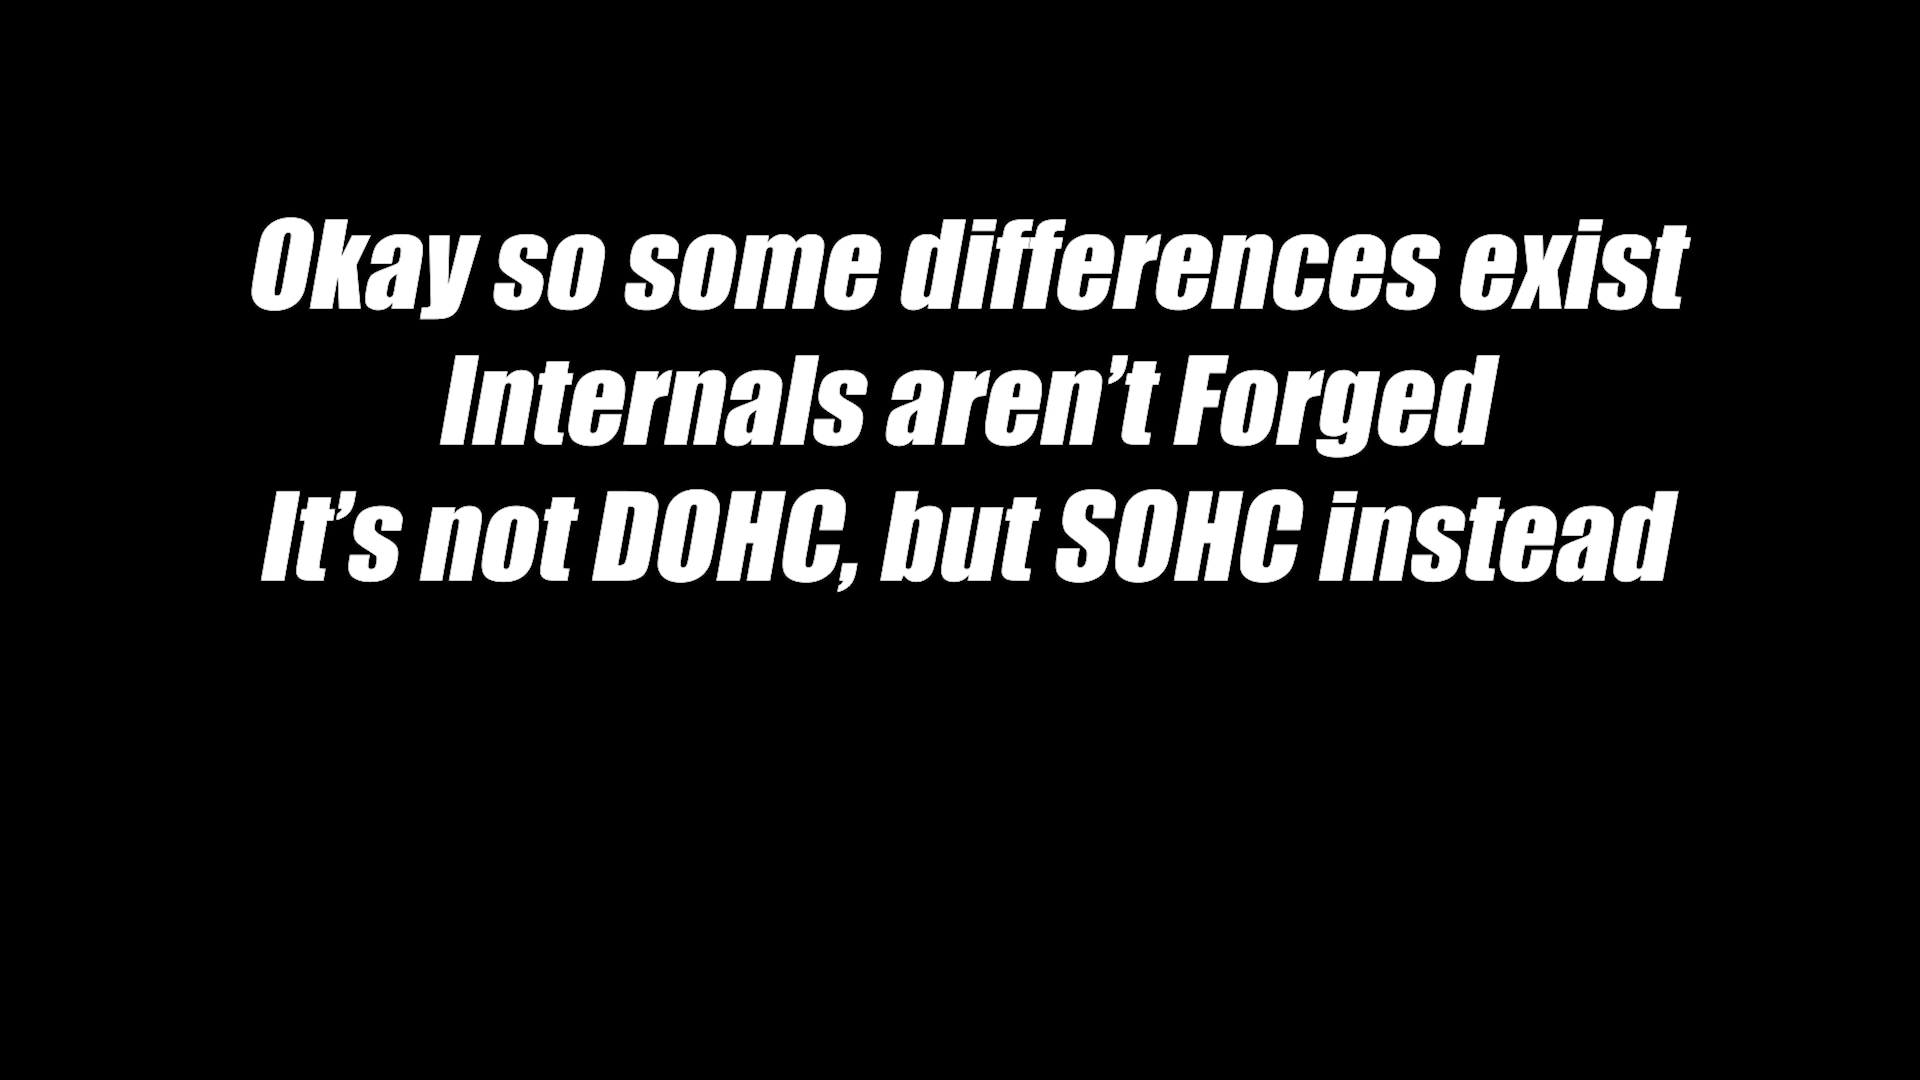 Okay so some differences exist
Internals aren’t Forged
It’s not DOHC, but SOHC instead